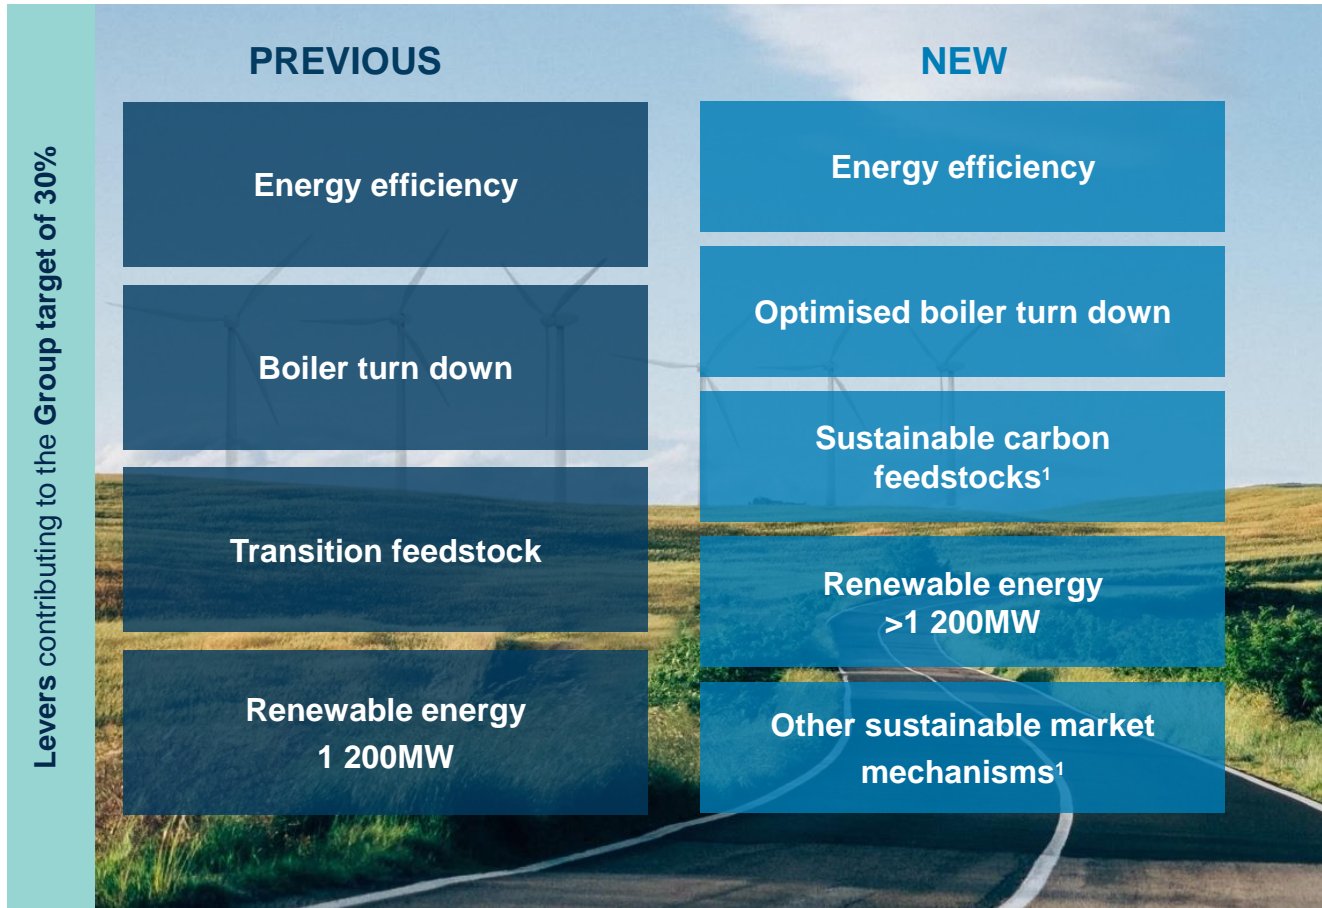 Levers contributing to the Group target of 30%
PREVIOUS
Energy efficiency
Boiler turn down
Transition feedstock
Renewable energy
1 200MW
NEW
Energy efficiency
Optimised boiler turn down
Sustainable carbon
feedstocks¹
Renewable energy
>1 200MW
Other sustainable market
mechanisms¹